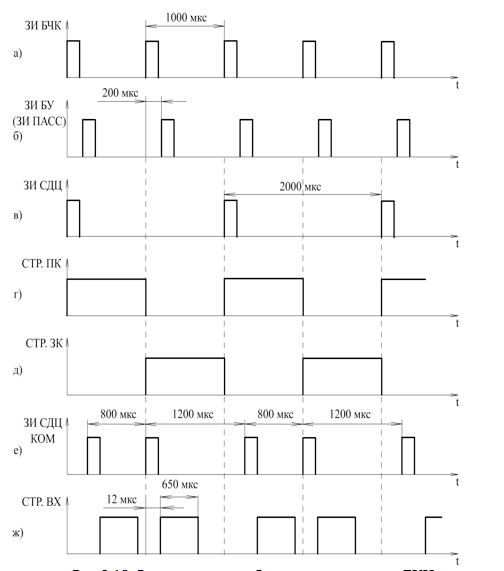 ЗИ БЧК
1000 мкс
а)
t
ЗИ БУ
(ЗИ ПАСС)
200 мкс
б)
t
ЗИ СДЦ
2000 мкс
в)
t
СТР. ПК
г)
t
СТР. ЗК
д)
t
ЗИ СДЦ
КОМ
800 мкс 1200 мкс 800 мкс 1200 мкс
е)
t
СТР. ВХ
650 мкс
12 мкс
ж)
t